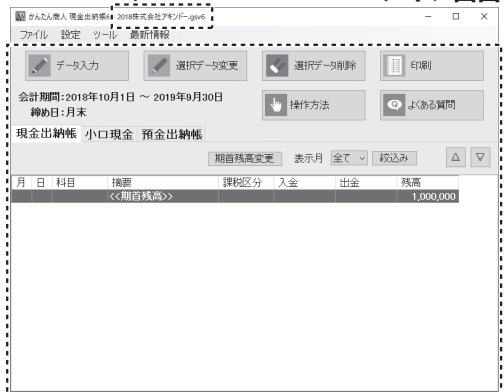 かんたん商人 現金出納帳6 2018株式会社アキンドー.gsv6
ファイル 設定 ツール 最新情報
データ入力 選択データ変更 選択データ削除 印刷
会計期間:2018年10月1日 ~ 2019年9月30日
締め日:月末
操作方法 よくある質問
現金出納帳 小口現金 預金出納帳
期首残高変更 表示月 全て 絞込み △ ▽
月 日 科目 摘要 課税区分 入金 出金 残高
<<期首残高>> 1,000,000